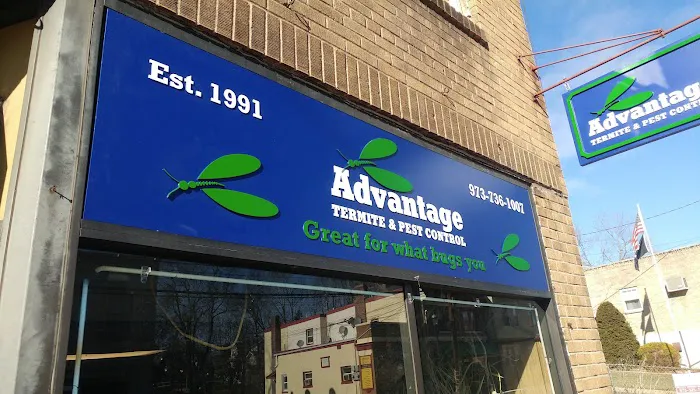 Est. 1991
Advantage
TERMITE & PEST CONTROL
973-736-1007
Great for what bugs you
Advantage
TERMITE & PEST CONTROL